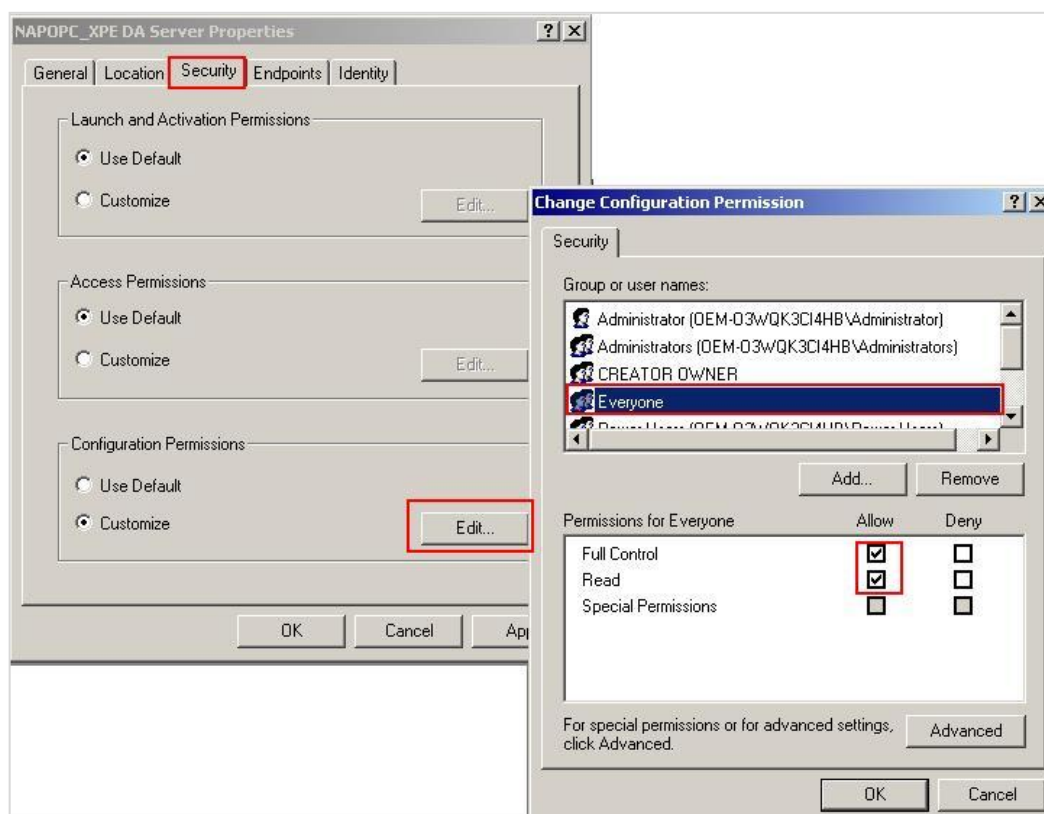 NAPOPC_XPE DA Server Properties
General Location Security Endpoints Identity
Launch and Activation Permissions
Use Default
Customize
Edit...
Access Permissions
Use Default
Customize
Edit...
Configuration Permissions
Use Default
Customize
Edit...
OK Cancel
Change Configuration Permission
Security
Group or user names:
Administrator (OEM-O3WQK3CI4HB\Administrator)
Administrators (OEM-O3WQK3CI4HB\Administrators)
CREATOR OWNER
Everyone
Add... Remove
Permissions for Everyone Allow Deny
Full Control
Read
Special Permissions
For special permissions or for advanced settings,
click Advanced.
Advanced
OK Cancel